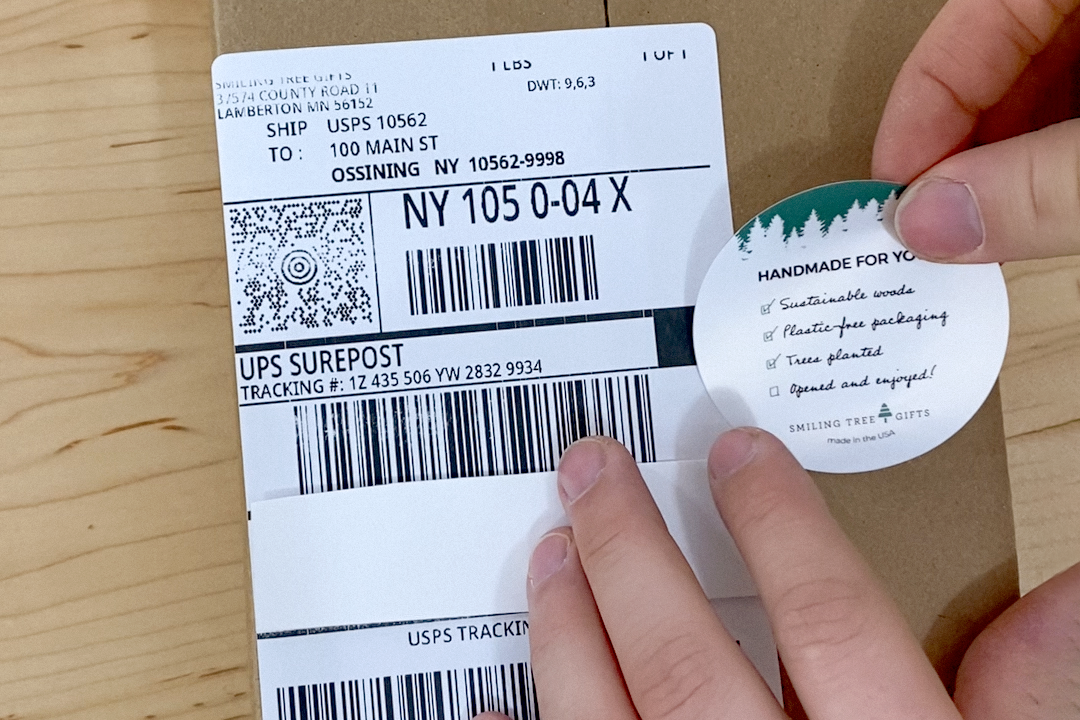 SMILING TREE GIFTS
37574 COUNTY ROAD 11
LAMBERTON MN 56152
1 LBS
1 OF 1
DWT: 9,6,3
SHIP TO: USPS 10562
100 MAIN ST
OSSINING NY 10562-9998
NY 105 0-04 X
UPS SUREPOST
TRACKING #: 1Z 435 506 YW 2832 9934
USPS
HANDMADE FOR
Sustainable woods
Plastic-free packaging
Trees planted
Opened and enjoyed!
SMILING TREE GIFTS
made in the USA